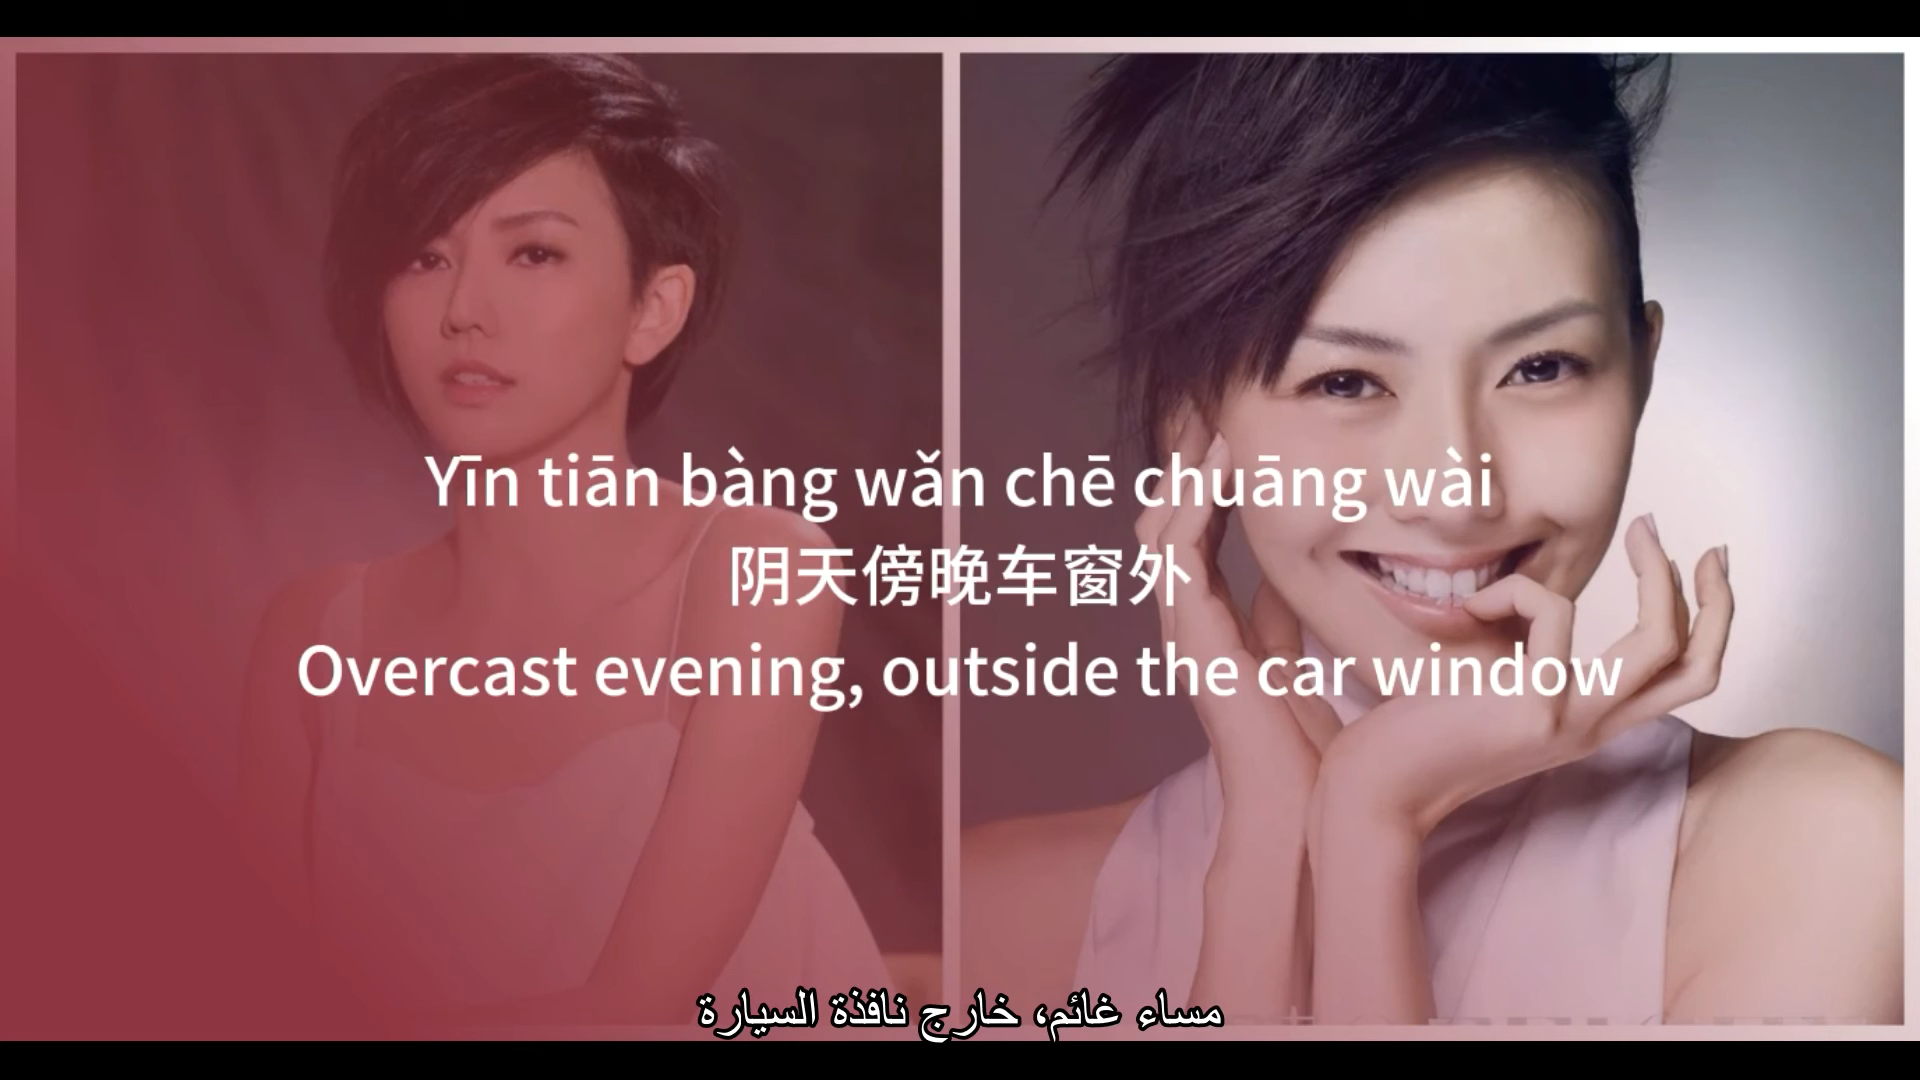 Yīn tiān bàng wǎn chē chuāng wài
阴天傍晚车窗外
Overcast evening, outside the car window
مساء غائم، خارج نافذة السيارة